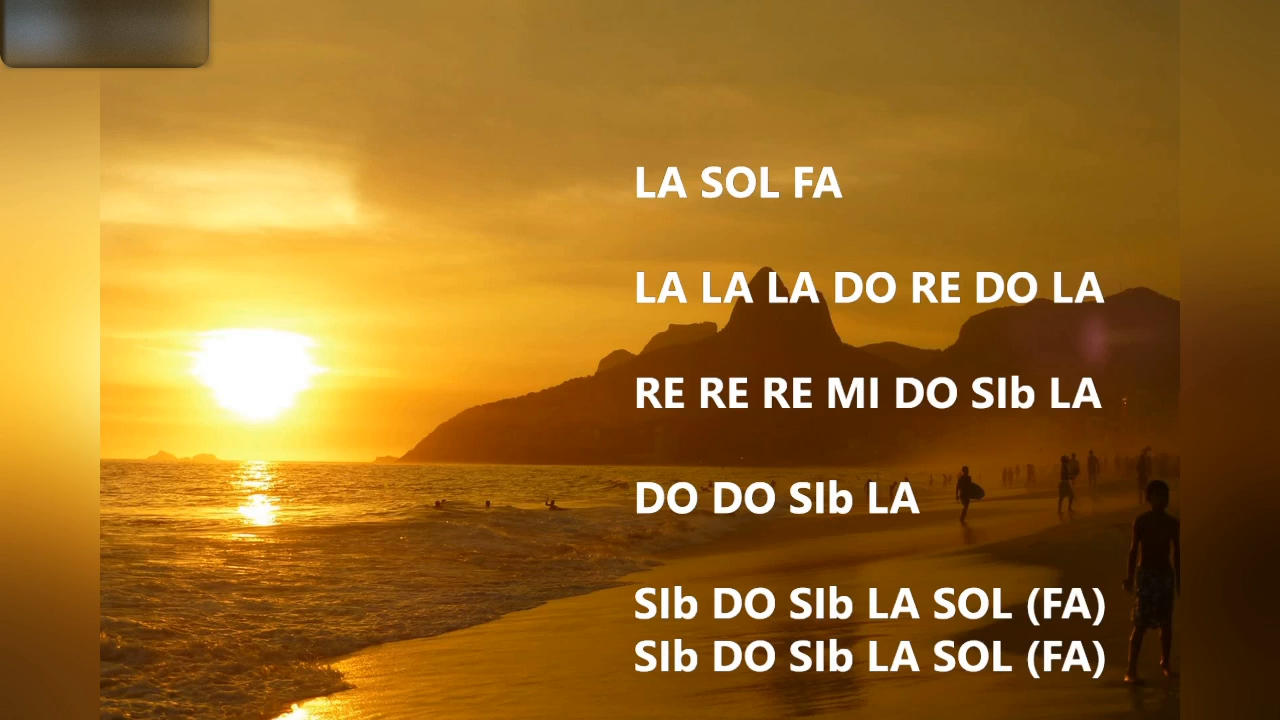 LA SOL FA
LA LA LA DO RE DO LA
RE RE RE MI DO SIb LA
DO DO SIb LA
SIb DO SIb LA SOL (FA)
SIb DO SIb LA SOL (FA)